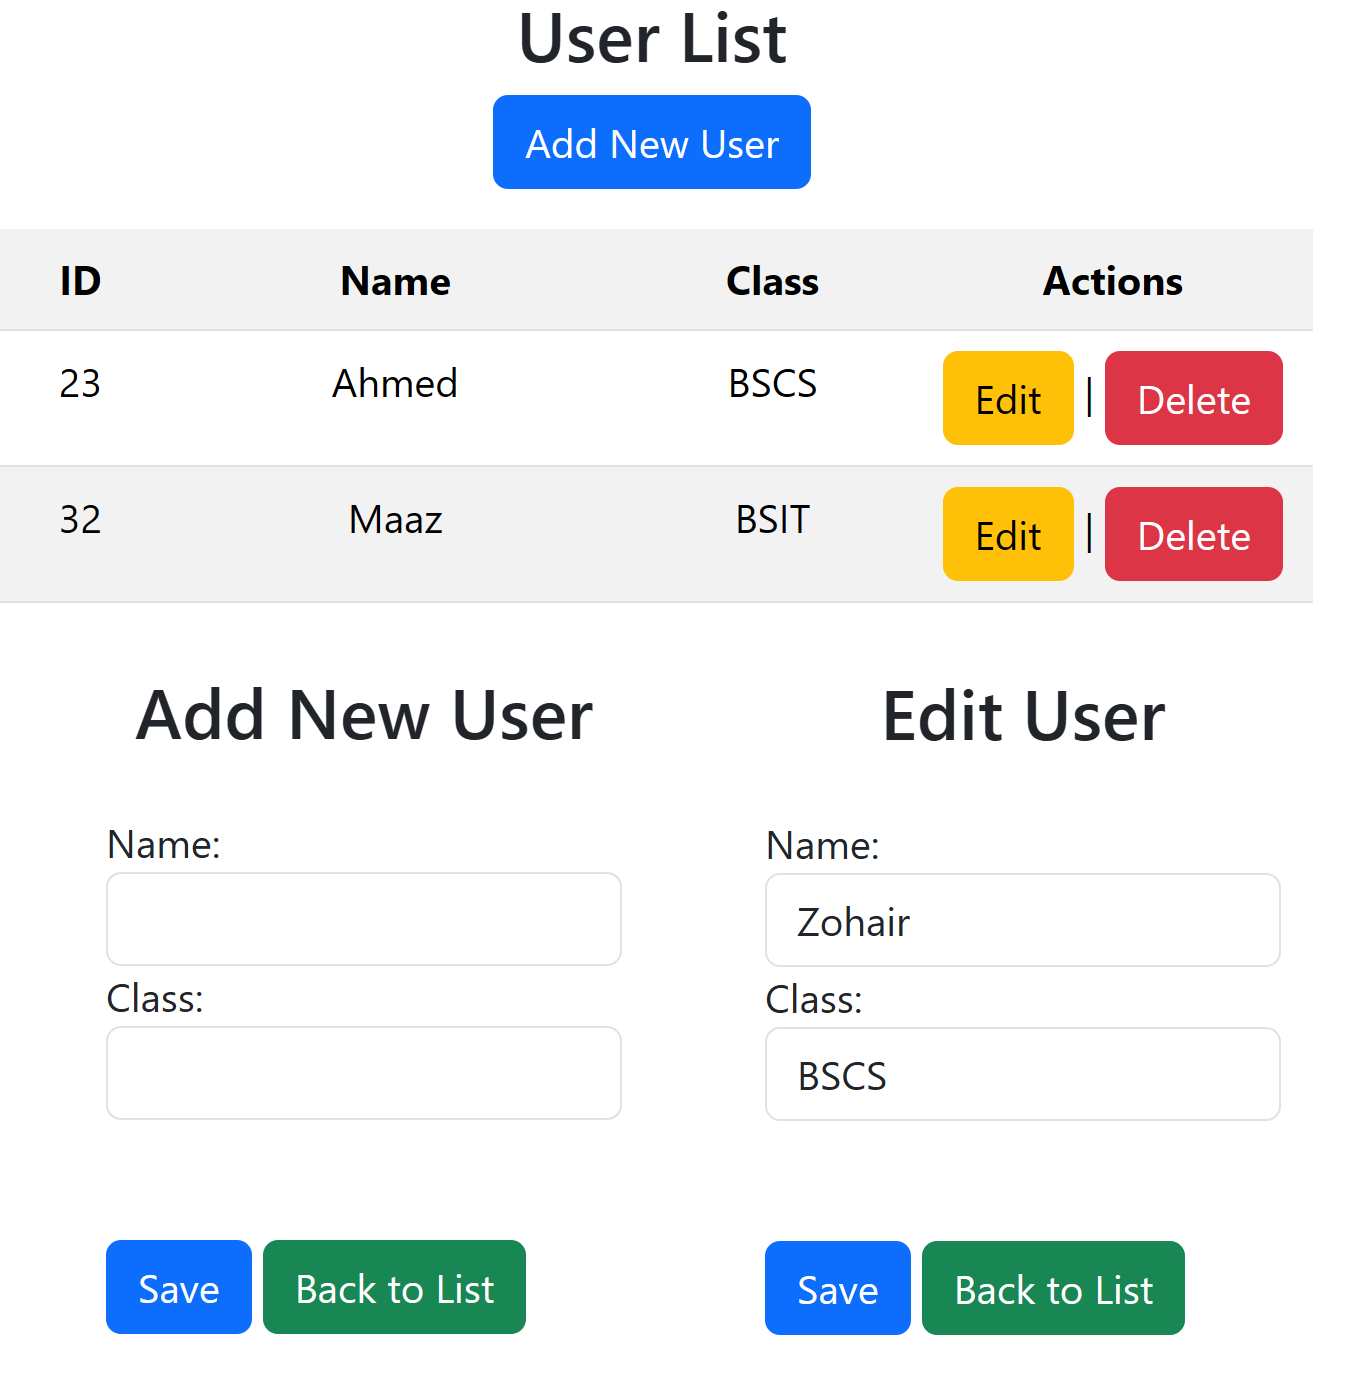 User List
Add New User
ID Name Class Actions
23 Ahmed BSCS Edit | Delete
32 Maaz BSIT Edit | Delete
Add New User
Name:
Class:
Save Back to List
Edit User
Name:
Zohair
Class:
BSCS
Save Back to List